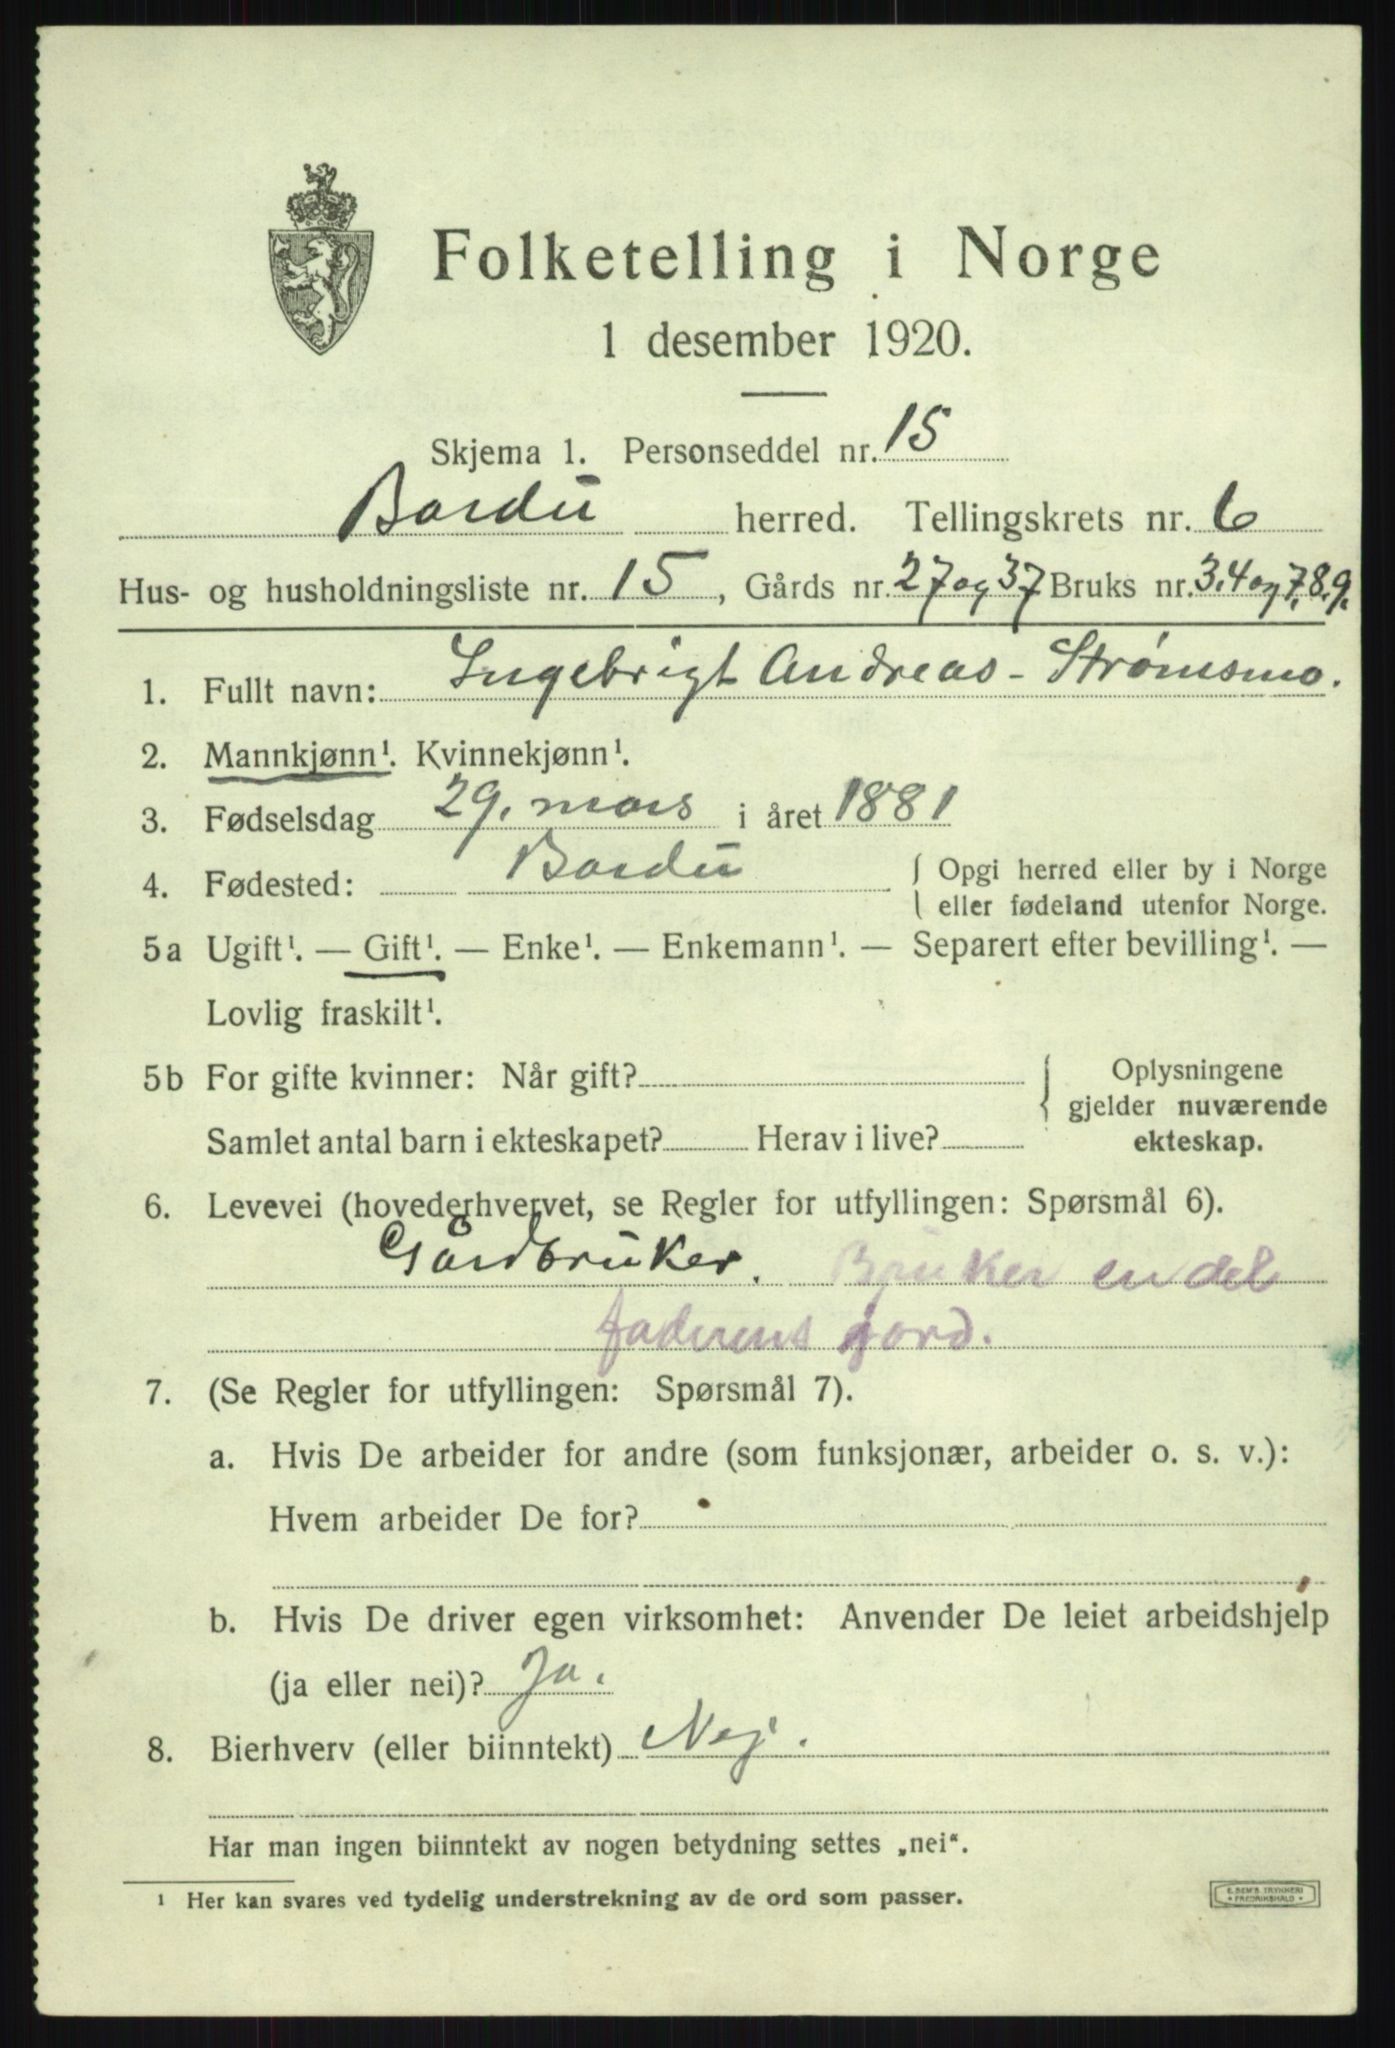 Folketelling i Norge
1 desember 1920.
Skjema 1. Personseddel nr. 15
Bardu herred. Tellingskrets nr. 6
Hus- og husholdningsliste nr. 15, Gårds nr. 27 og 37 Bruks nr. 3.4 og 7.8.9.
1. Fullt navn: Ingebrigt Andreas - Strømsmo.
2. Mannkjønn¹. Kvinnekjønn¹.
3. Fødselsdag 29. mars i året 1881
4. Fødested: Bardu { Opgi herred eller by i Norge
eller fødeland utenfor Norge.
5a Ugift¹. — Gift¹. — Enke¹. — Enkemann¹. — Separert efter bevilling¹. —
Lovlig fraskilt¹.
5b For gifte kvinner: Når gift? { Oplysningene
gjelder nuværende
Samlet antal barn i ekteskapet? Herav i live? ekteskap.
6. Levevei (hovederhvervet, se Regler for utfyllingen: Spørsmål 6).
Gårdbruker. Bruker en del
faderens jord.
7. (Se Regler for utfyllingen: Spørsmål 7).
a. Hvis De arbeider for andre (som funksjonær, arbeider o. s. v.):
Hvem arbeider De for?
b. Hvis De driver egen virksomhet: Anvender De leiet arbeidshjelp
(ja eller nei)? Ja.
8. Bierhverv (eller biinntekt) Nej.
Har man ingen biinntekt av nogen betydning settes „nei“.
¹ Her kan svares ved tydelig understrekning av de ord som passer.
E. SEM'S TRYKKERI
• FREDRIKSHALD •